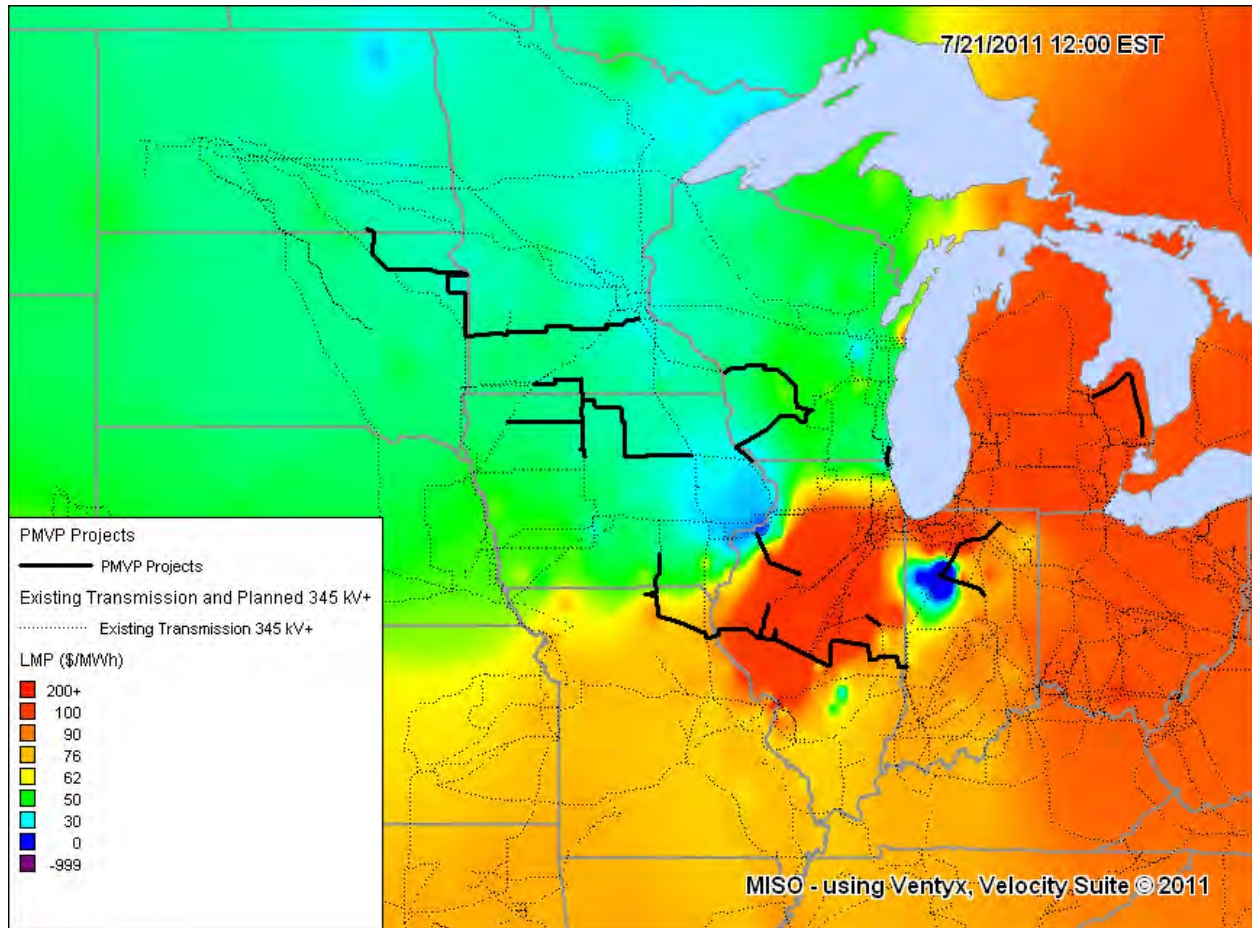 7/21/2011 12:00 EST
PMVP Projects
PMVP Projects
Existing Transmission and Planned 345 kV+
Existing Transmission 345 kV+
LMP ($/MWh)
200+
100
90
76
62
50
30
0
-999
MISO - using Ventyx, Velocity Suite © 2011